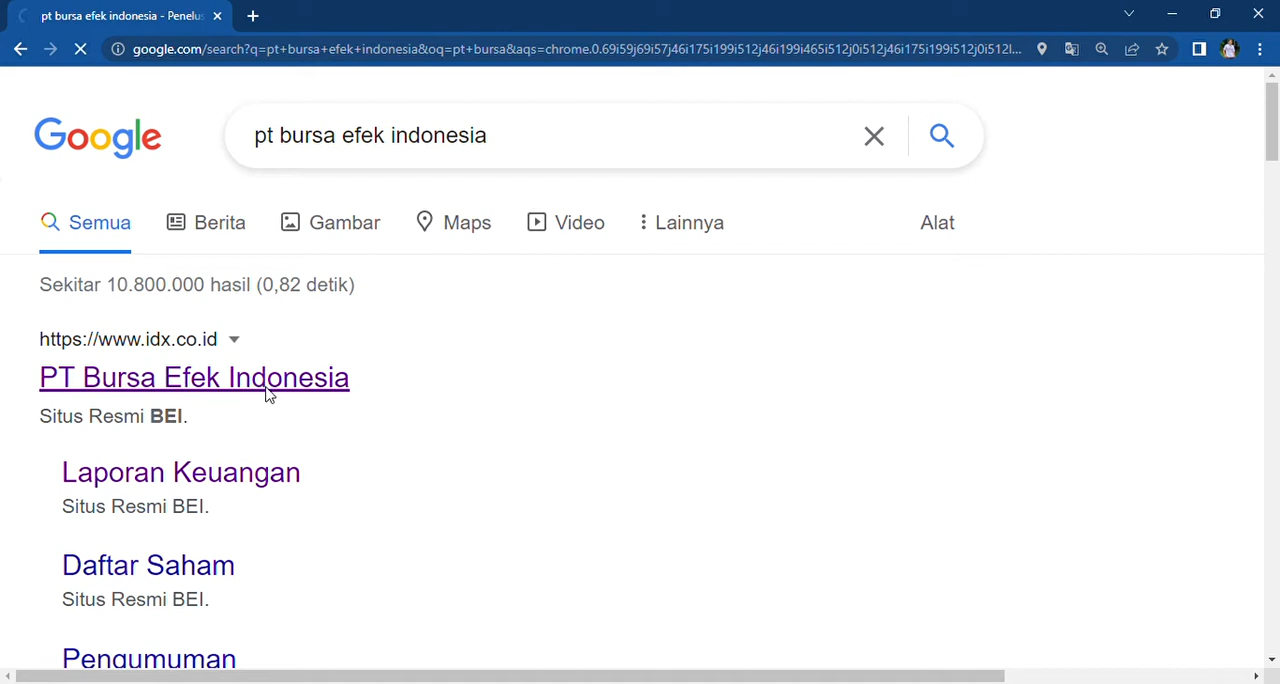 pt bursa efek indonesia - Penelus
google.com/search?q=pt+bursa+efek+indonesia&oq=pt+bursa&aqs=chrome.0.69i59j69i57j46i175i199i512j46i199i465i512j0i512j46i175i199i512j0i512l...
Google
pt bursa efek indonesia
Semua Berita Gambar Maps Video Lainnya Alat
Sekitar 10.800.000 hasil (0,82 detik)
https://www.idx.co.id
PT Bursa Efek Indonesia
Situs Resmi BEI.
Laporan Keuangan
Situs Resmi BEI.
Daftar Saham
Situs Resmi BEI.
Pengumuman